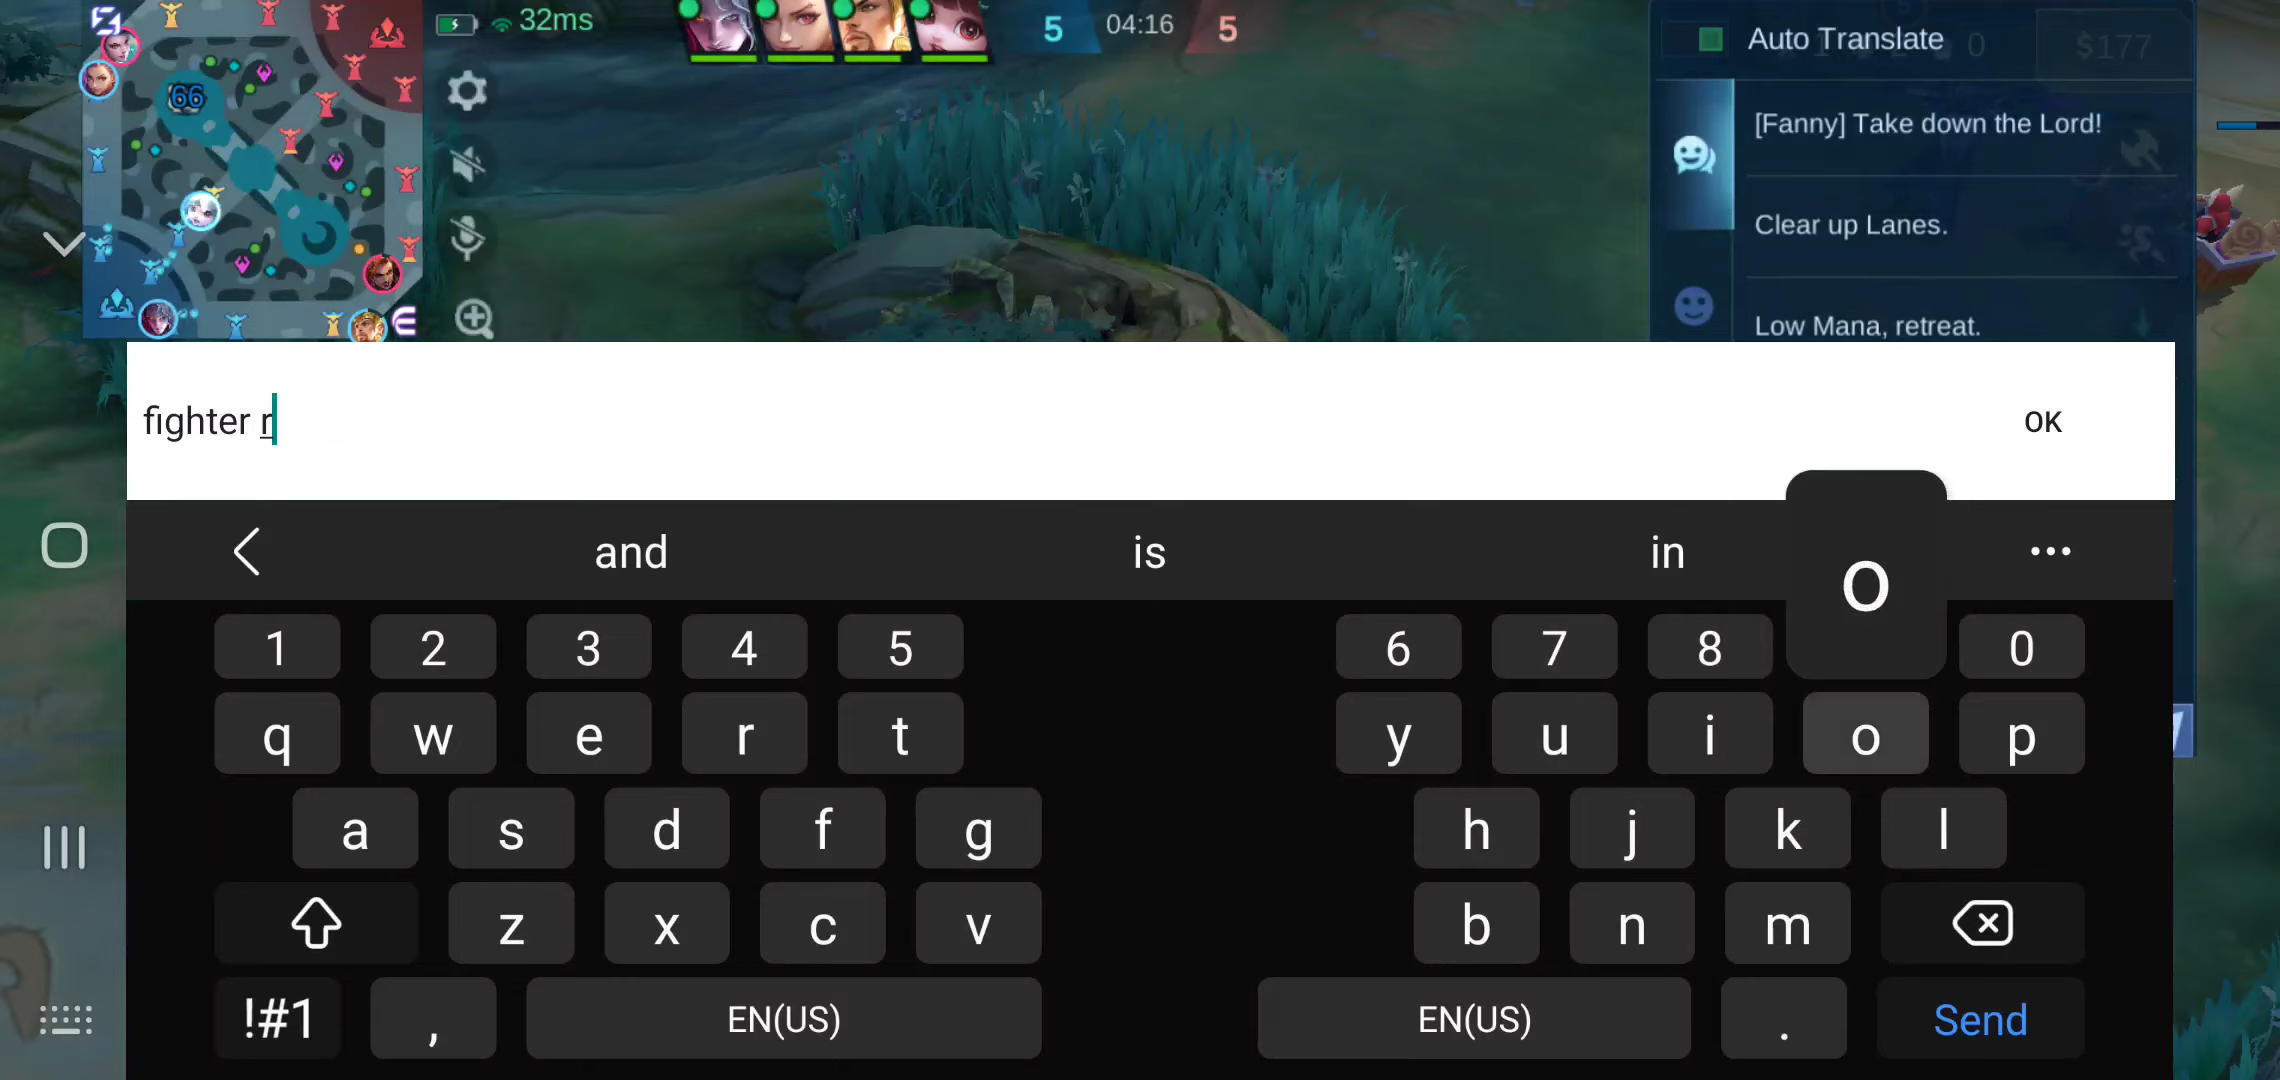 32ms
5 04:16 5
Auto Translate
0 $177
[Fanny] Take down the Lord!
Clear up Lanes.
Low Mana, retreat.
66
fighter r
OK
and is in
o
1 2 3 4 5 6 7 8 0
q w e r t y u i o p
a s d f g h j k l
z x c v b n m
!#1 , EN(US) EN(US) . Send